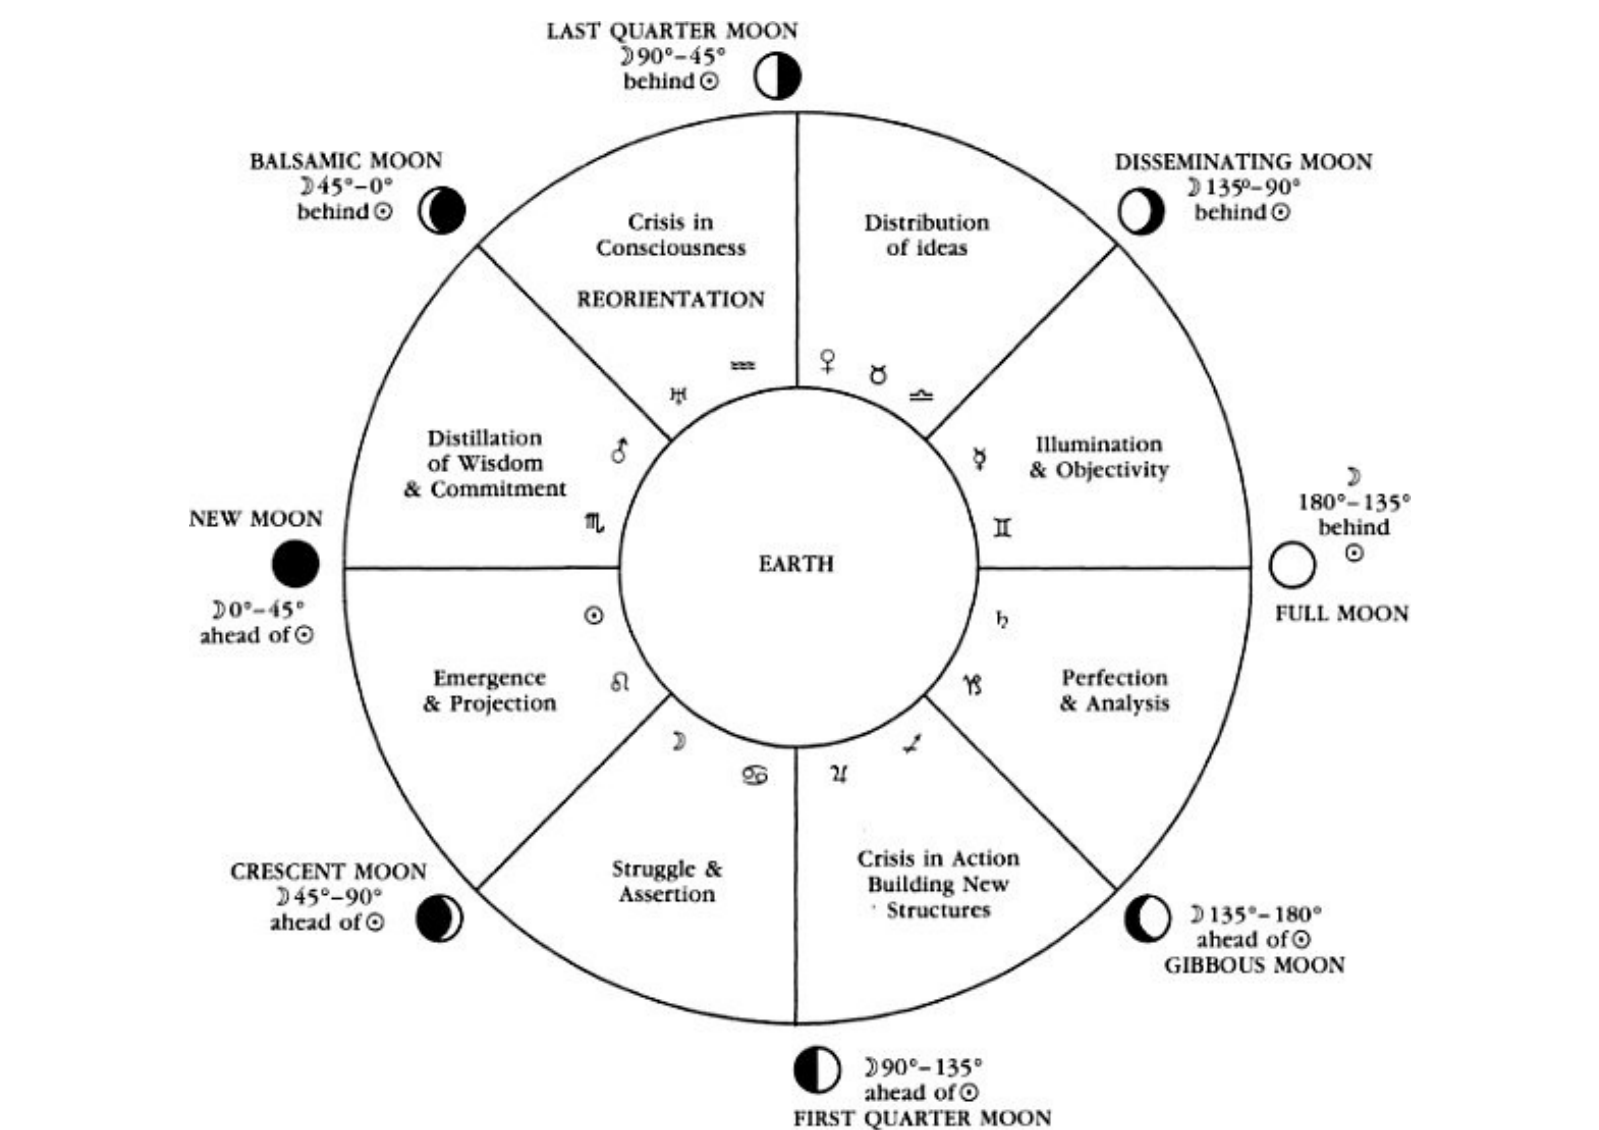 LAST QUARTER MOON
☽90°–45°
behind ☉
BALSAMIC MOON
☽45°–0°
behind ☉
DISSEMINATING MOON
☽135°–90°
behind ☉
Crisis in
Consciousness
REORIENTATION
Distribution
of ideas
♒
♅
♀
♉
♎
Distillation
of Wisdom
& Commitment
♂
♏
Illumination
& Objectivity
☿
♊
NEW MOON
☽0°–45°
ahead of ☉
☽
180°–135°
behind
☉
FULL MOON
EARTH
☉
♌
Emergence
& Projection
♄
♑
Perfection
& Analysis
☽
♋
Struggle &
Assertion
♃
♐
Crisis in Action
Building New
Structures
CRESCENT MOON
☽45°–90°
ahead of ☉
☽135°–180°
ahead of ☉
GIBBOUS MOON
☽90°–135°
ahead of ☉
FIRST QUARTER MOON